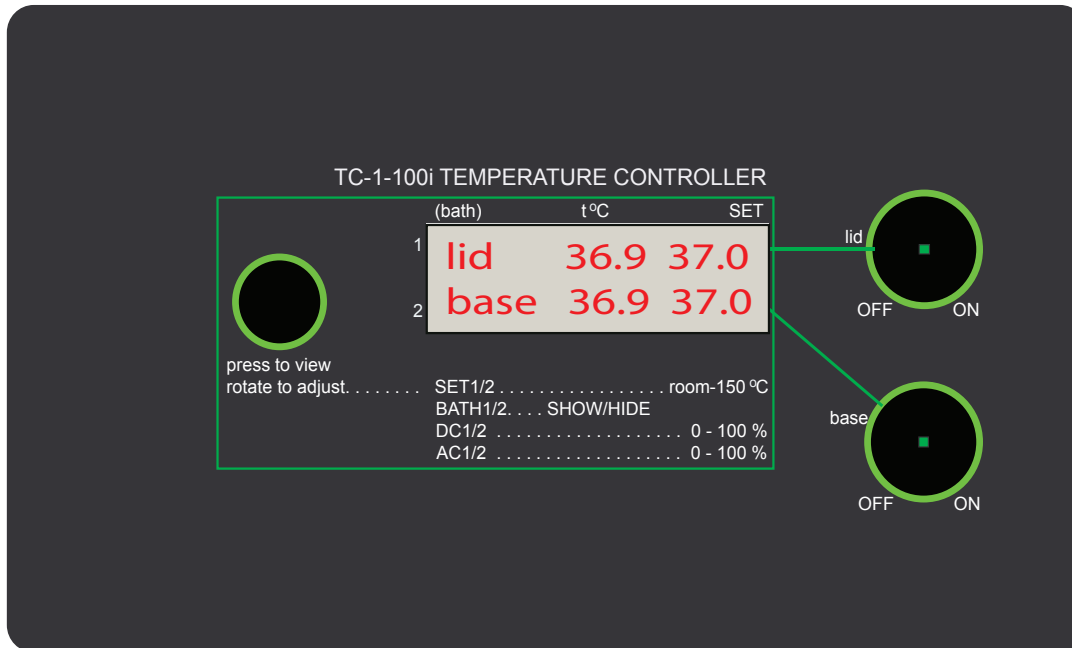 TC-1-100i TEMPERATURE CONTROLLER
(bath) t ºC SET
1 lid 36.9 37.0
2 base 36.9 37.0
lid
OFF ON
press to view
rotate to adjust. . . . . . . . SET1/2 . . . . . . . . . . . . . . . . . room-150 ºC
BATH1/2. . . . SHOW/HIDE
DC1/2 . . . . . . . . . . . . . . . . . . . 0 - 100 %
AC1/2 . . . . . . . . . . . . . . . . . . . 0 - 100 %
base
OFF ON